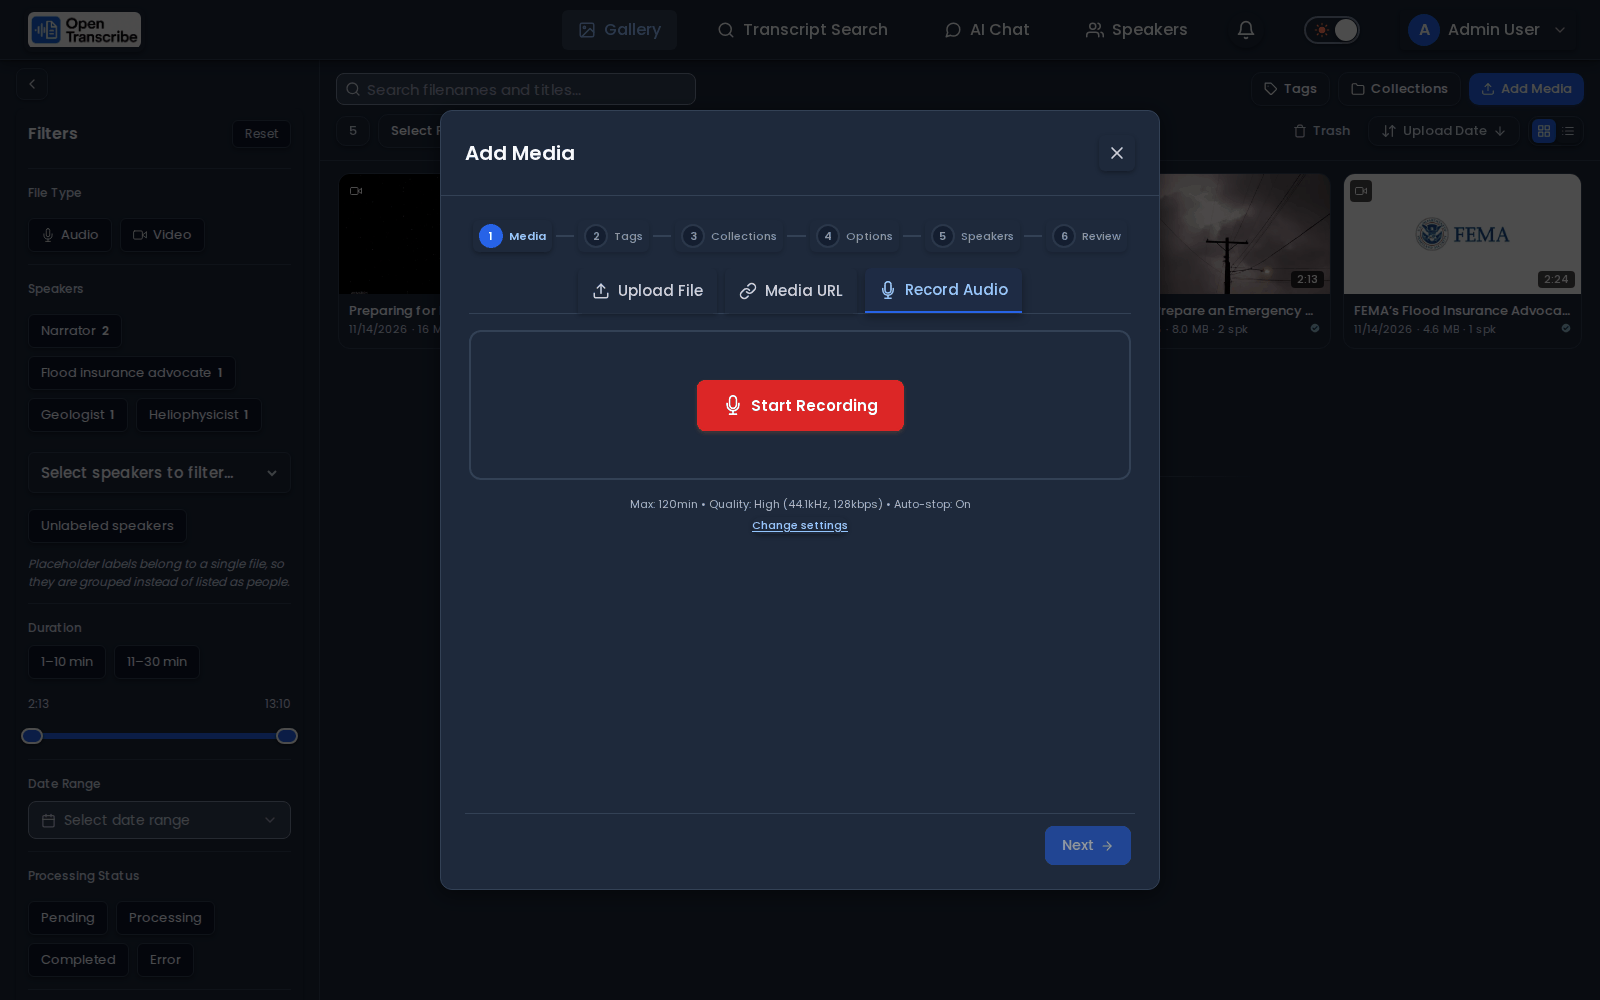 Open
Transcribe
Gallery
Transcript Search
AI Chat
Speakers
A
Admin User
Search filenames and titles...
Tags
Collections
Add Media
Filters
Reset
5
Select
Trash
Upload Date
File Type
Audio
Video
Speakers
Narrator 2
Flood insurance advocate 1
Geologist 1
Heliophysicist 1
Select speakers to filter...
Unlabeled speakers
Placeholder labels belong to a single file, so
they are grouped instead of listed as people.
Duration
1–10 min
11–30 min
2:13
13:10
Date Range
Select date range
Processing Status
Pending
Processing
Completed
Error
Preparing for
11/14/2026 · 16 M
2:13
repare an Emergency ...
· 8.0 MB · 2 spk
FEMA
2:24
FEMA's Flood Insurance Advoca...
11/14/2026 · 4.6 MB · 1 spk
Add Media
1 Media
2 Tags
3 Collections
4 Options
5 Speakers
6 Review
Upload File
Media URL
Record Audio
Start Recording
Max: 120min • Quality: High (44.1kHz, 128kbps) • Auto-stop: On
Change settings
Next